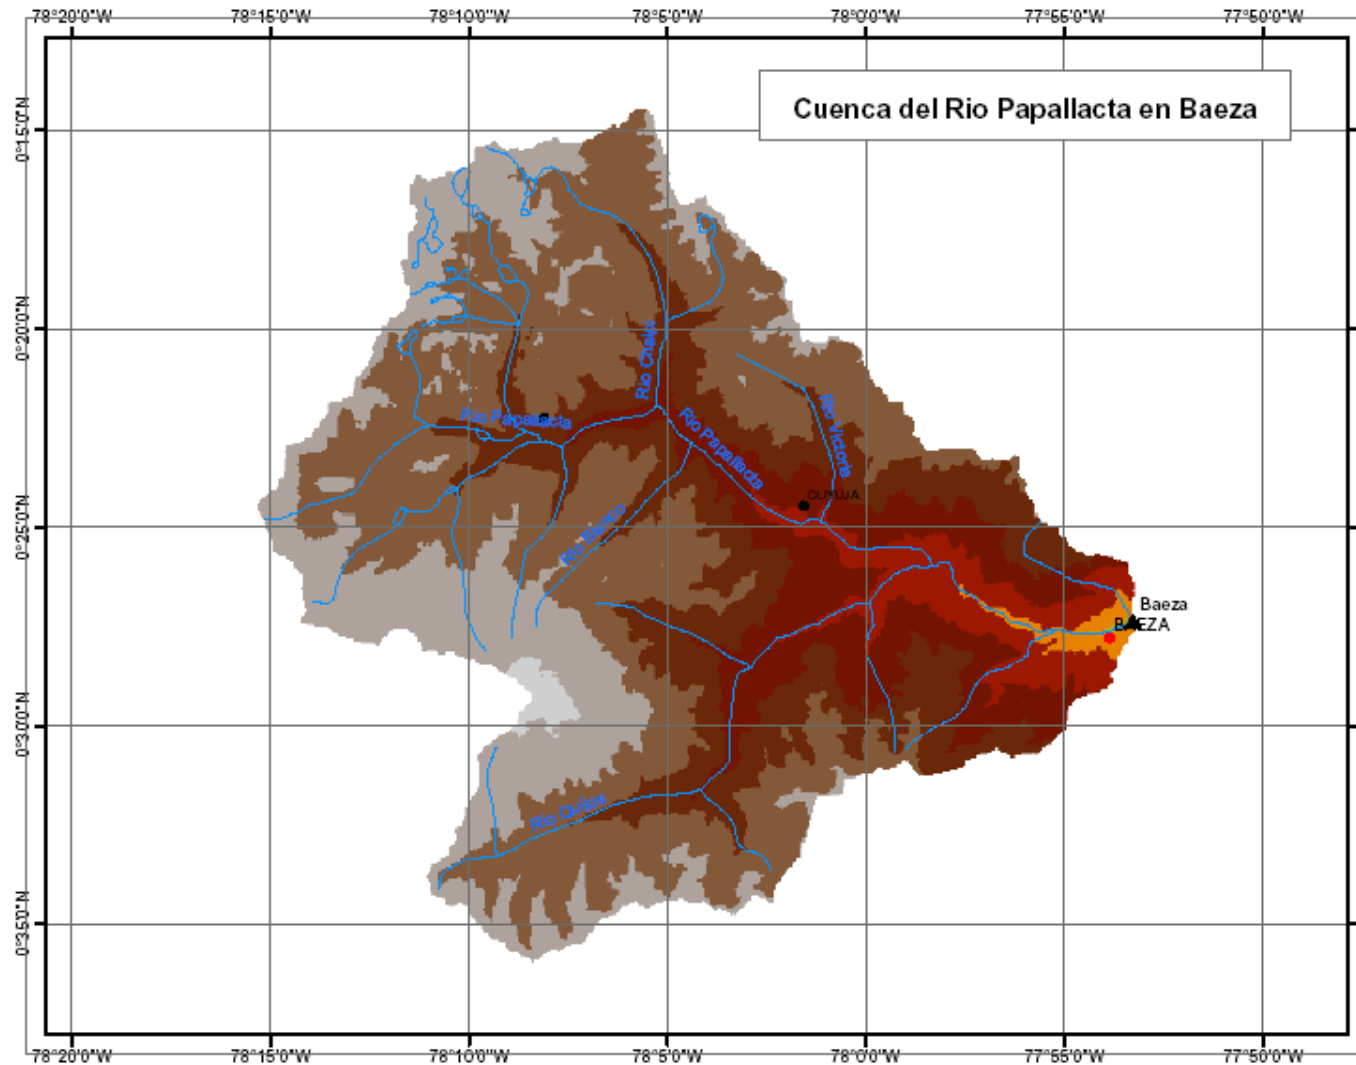 78°20'0"W 78°15'0"W 78°10'0"W 78°5'0"W 78°0'0"W 77°55'0"W 77°50'0"W
Cuenca del Rio Papallacta en Baeza
0°15'0"N
0°20'0"N
Rio
Rio Papallacta
Rio Papallacta
Rio Victoria
CUYUJA
0°25'0"N
Rio Blanco
Baeza
BAEZA
0°30'0"N
Rio Quijos
0°35'0"N
78°20'0"W 78°15'0"W 78°10'0"W 78°5'0"W 78°0'0"W 77°55'0"W 77°50'0"W